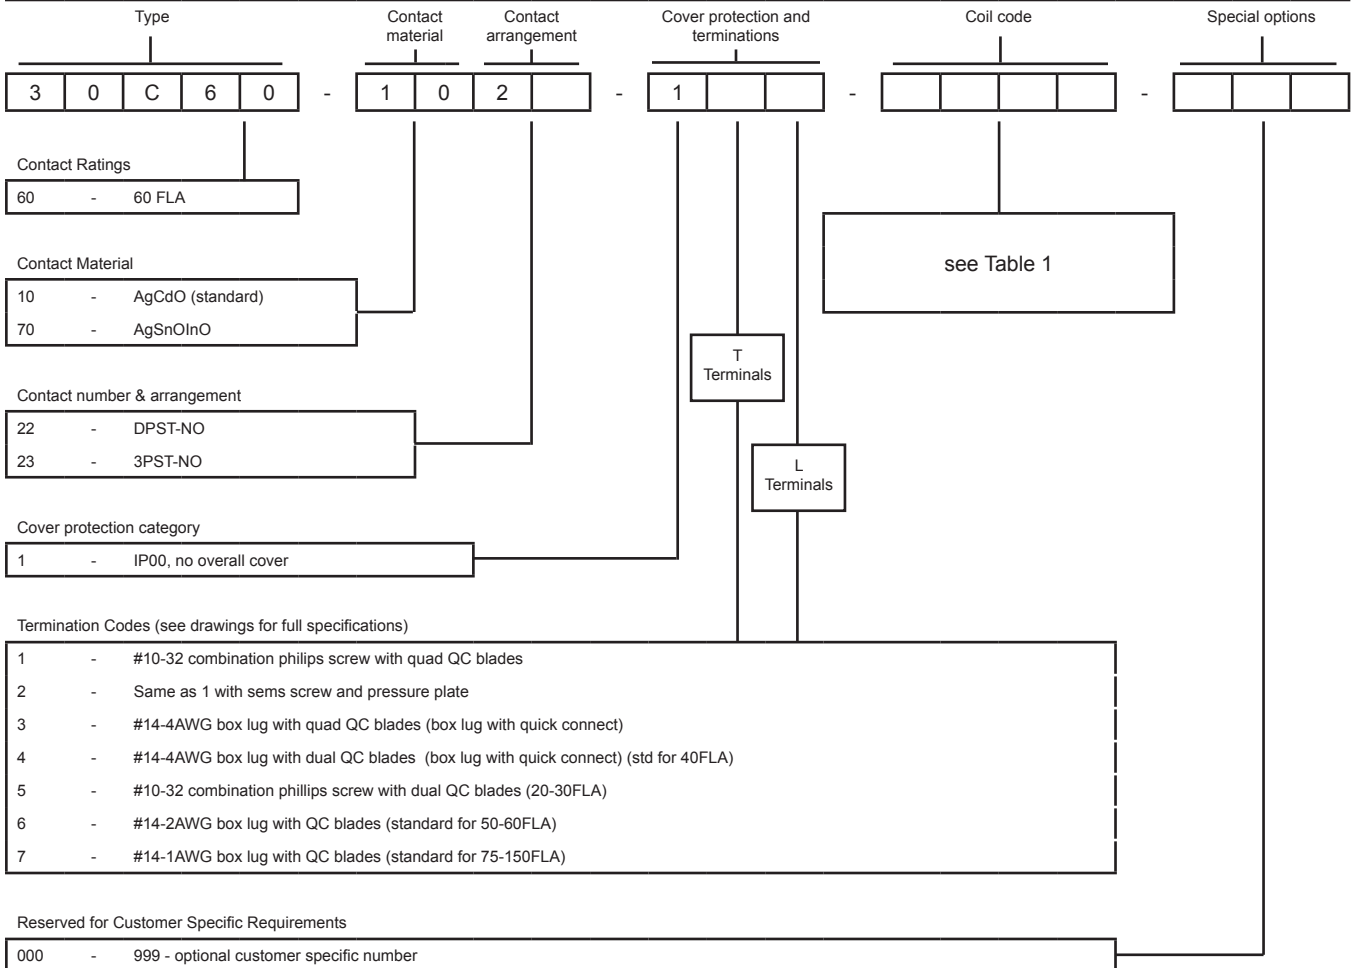 Type
Contact material
Contact arrangement
Cover protection and terminations
Coil code
Special options
3 0 C 6 0 - 1 0 2 - 1 - -
Contact Ratings
60 - 60 FLA
Contact Material
10 - AgCdO (standard)
70 - AgSnOInO
see Table 1
T Terminals
Contact number & arrangement
22 - DPST-NO
23 - 3PST-NO
L Terminals
Cover protection category
1 - IP00, no overall cover
Termination Codes (see drawings for full specifications)
1 - #10-32 combination philips screw with quad QC blades
2 - Same as 1 with sems screw and pressure plate
3 - #14-4AWG box lug with quad QC blades (box lug with quick connect)
4 - #14-4AWG box lug with dual QC blades (box lug with quick connect) (std for 40FLA)
5 - #10-32 combination phillips screw with dual QC blades (20-30FLA)
6 - #14-2AWG box lug with QC blades (standard for 50-60FLA)
7 - #14-1AWG box lug with QC blades (standard for 75-150FLA)
Reserved for Customer Specific Requirements
000 - 999 - optional customer specific number